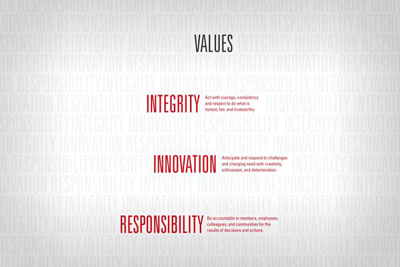 VALUES
INTEGRITY
Act with courage, consistency
and respect to do what is
honest, fair, and trustworthy.
INNOVATION
Anticipate and respond to challenges
and changing need with creativity,
enthusiasm, and determination.
RESPONSIBILITY
Be accountable to members, employees,
colleagues, and communities for the
results of decisions and actions.